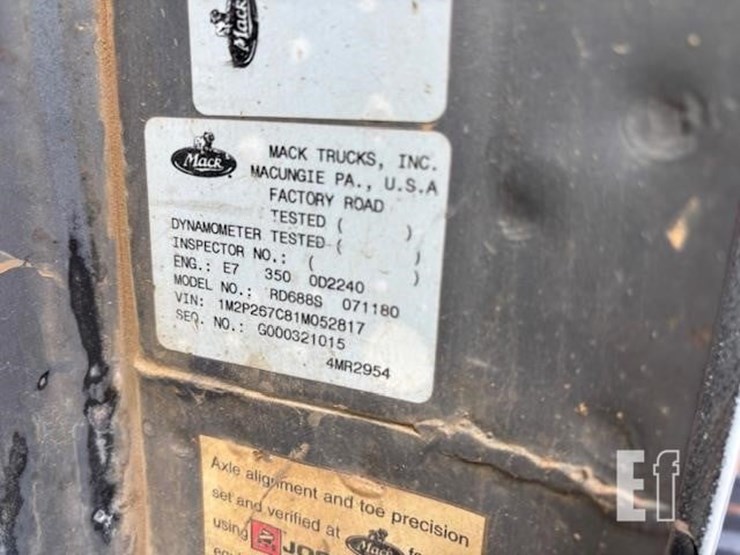 Mack
Mack
MACK TRUCKS, INC.
MACUNGIE PA., U.S.A
FACTORY ROAD
TESTED ( )
DYNAMOMETER TESTED ( )
INSPECTOR NO.: ( )
ENG.: E7 350 0D2240
MODEL NO.: RD688S 071180
VIN: 1M2P267C81M052817
SEQ. NO.: G000321015
4MR2954
Axle alignment and toe precision
set and verified at Mack
using
Ef